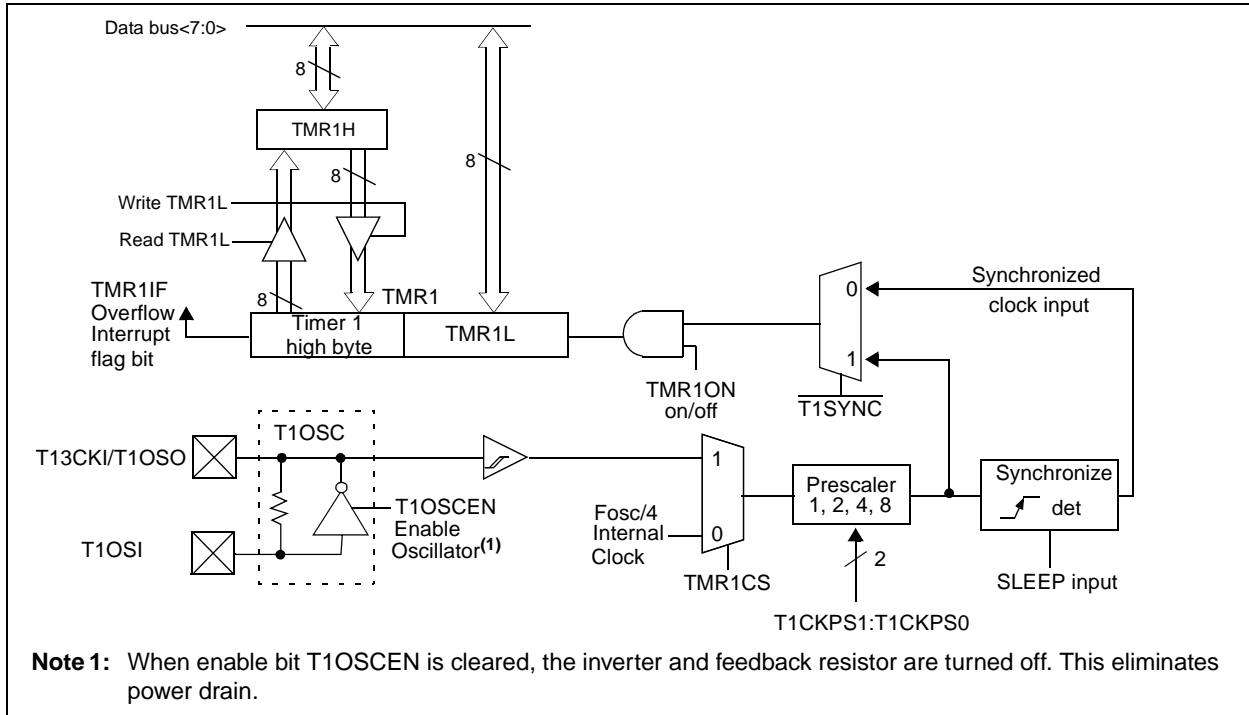 Data bus<7:0>
8
TMR1H
8
8
Write TMR1L
Read TMR1L
8
TMR1IF
Overflow
Interrupt
flag bit
TMR1
Timer 1
high byte
TMR1L
TMR1ON
on/off
0
1
T1SYNC
Synchronized
clock input
T13CKI/T1OSO
T1OSC
T1OSI
T1OSCEN
Enable
Oscillator(1)
Fosc/4
Internal
Clock
1
0
TMR1CS
Prescaler
1, 2, 4, 8
2
T1CKPS1:T1CKPS0
Synchronize
det
SLEEP input
Note 1: When enable bit T1OSCEN is cleared, the inverter and feedback resistor are turned off. This eliminates
power drain.